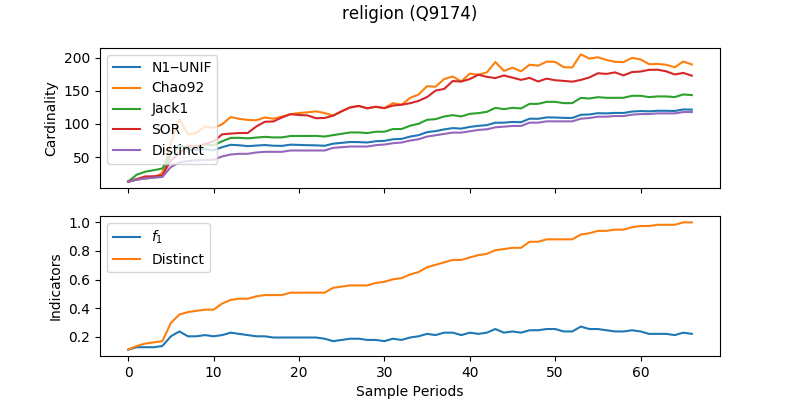 religion (Q9174)
Cardinality
200
150
100
50
N1−UNIF
Chao92
Jack1
SOR
Distinct
Indicators
1.0
0.8
0.6
0.4
0.2
f1
Distinct
0 10 20 30 40 50 60
Sample Periods